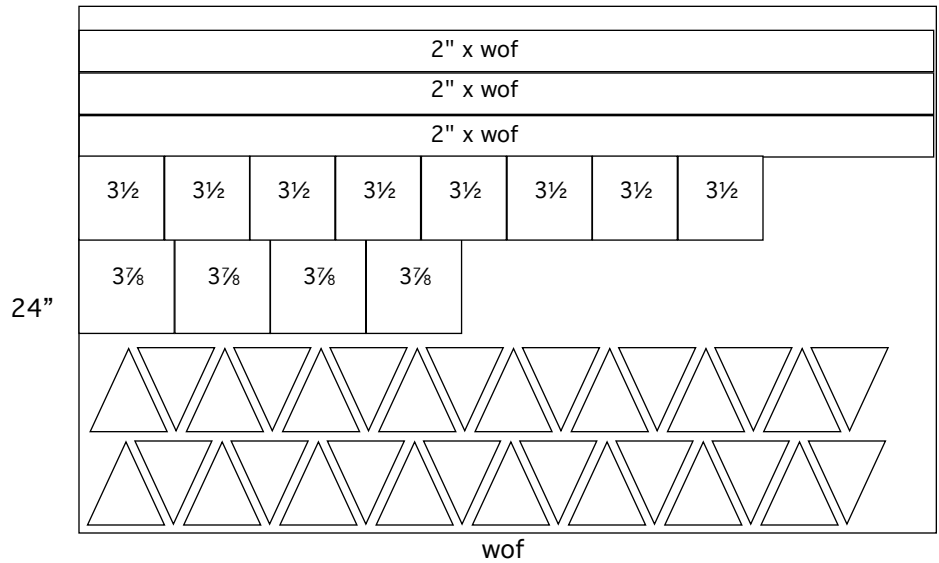 2" x wof
2" x wof
2" x wof
3½ 3½ 3½ 3½ 3½ 3½ 3½ 3½
3⅞ 3⅞ 3⅞ 3⅞
24”
wof